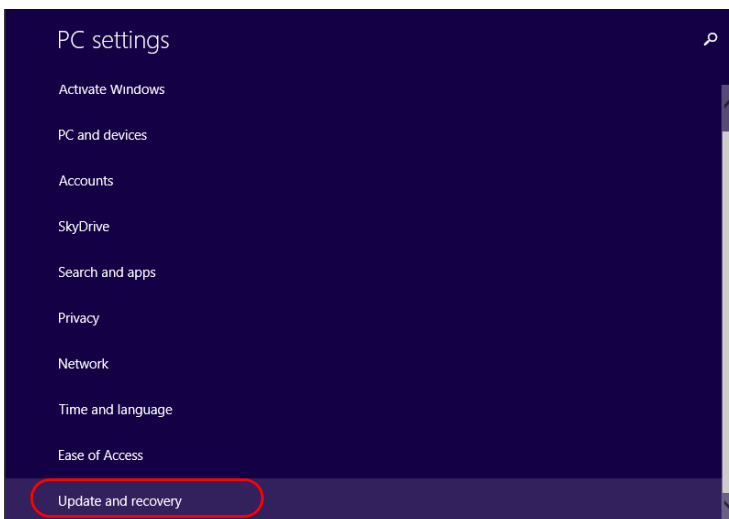 PC settings
Activate Windows
PC and devices
Accounts
SkyDrive
Search and apps
Privacy
Network
Time and language
Ease of Access
Update and recovery